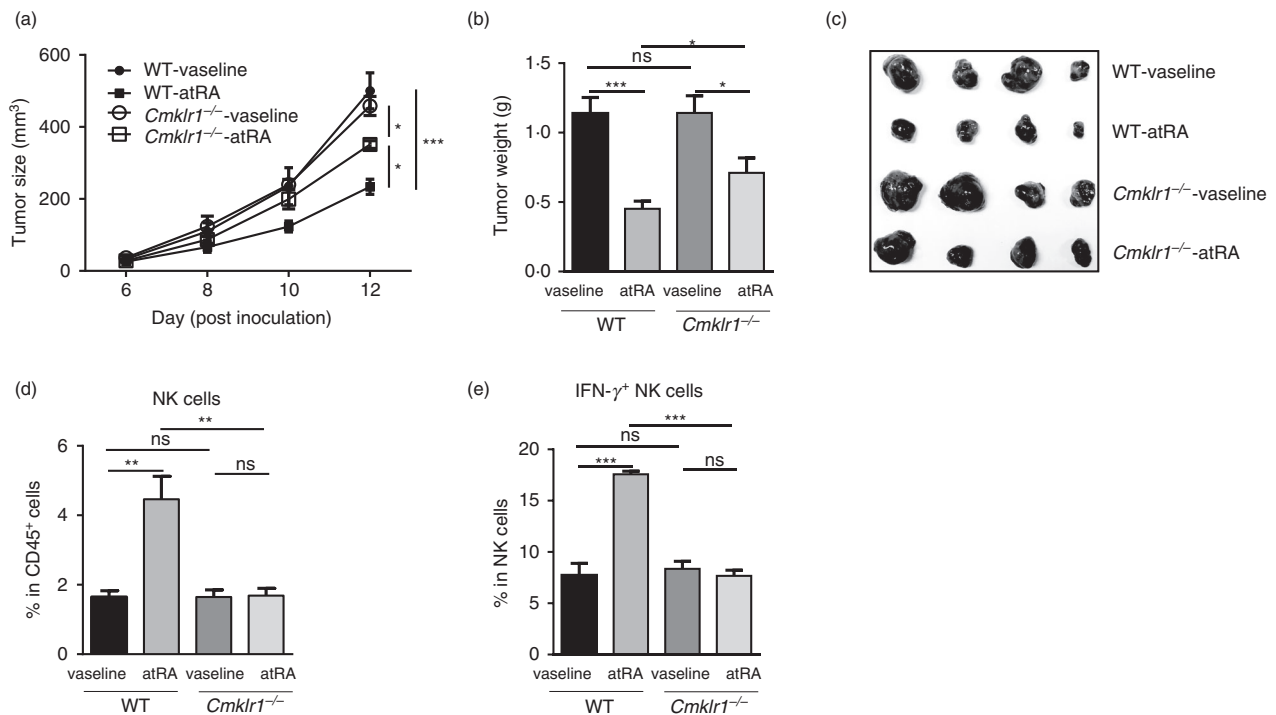 (a)
600
400
200
0
Tumor size (mm³)
WT-vaseline
WT-atRA
Cmklr1⁻/⁻-vaseline
Cmklr1⁻/⁻-atRA
*
*
***
6 8 10 12
Day (post inoculation)
(b)
1·5
1·0
0·5
0·0
Tumor weight (g)
*
ns
***
*
vaseline atRA vaseline atRA
WT Cmklr1⁻/⁻
(c)
WT-vaseline
WT-atRA
Cmklr1⁻/⁻-vaseline
Cmklr1⁻/⁻-atRA
(d)
NK cells
6
4
2
0
% in CD45⁺ cells
**
ns
**
ns
vaseline atRA vaseline atRA
WT Cmklr1⁻/⁻
(e)
IFN-γ⁺ NK cells
20
15
10
5
0
% in NK cells
***
ns
***
ns
vaseline atRA vaseline atRA
WT Cmklr1⁻/⁻